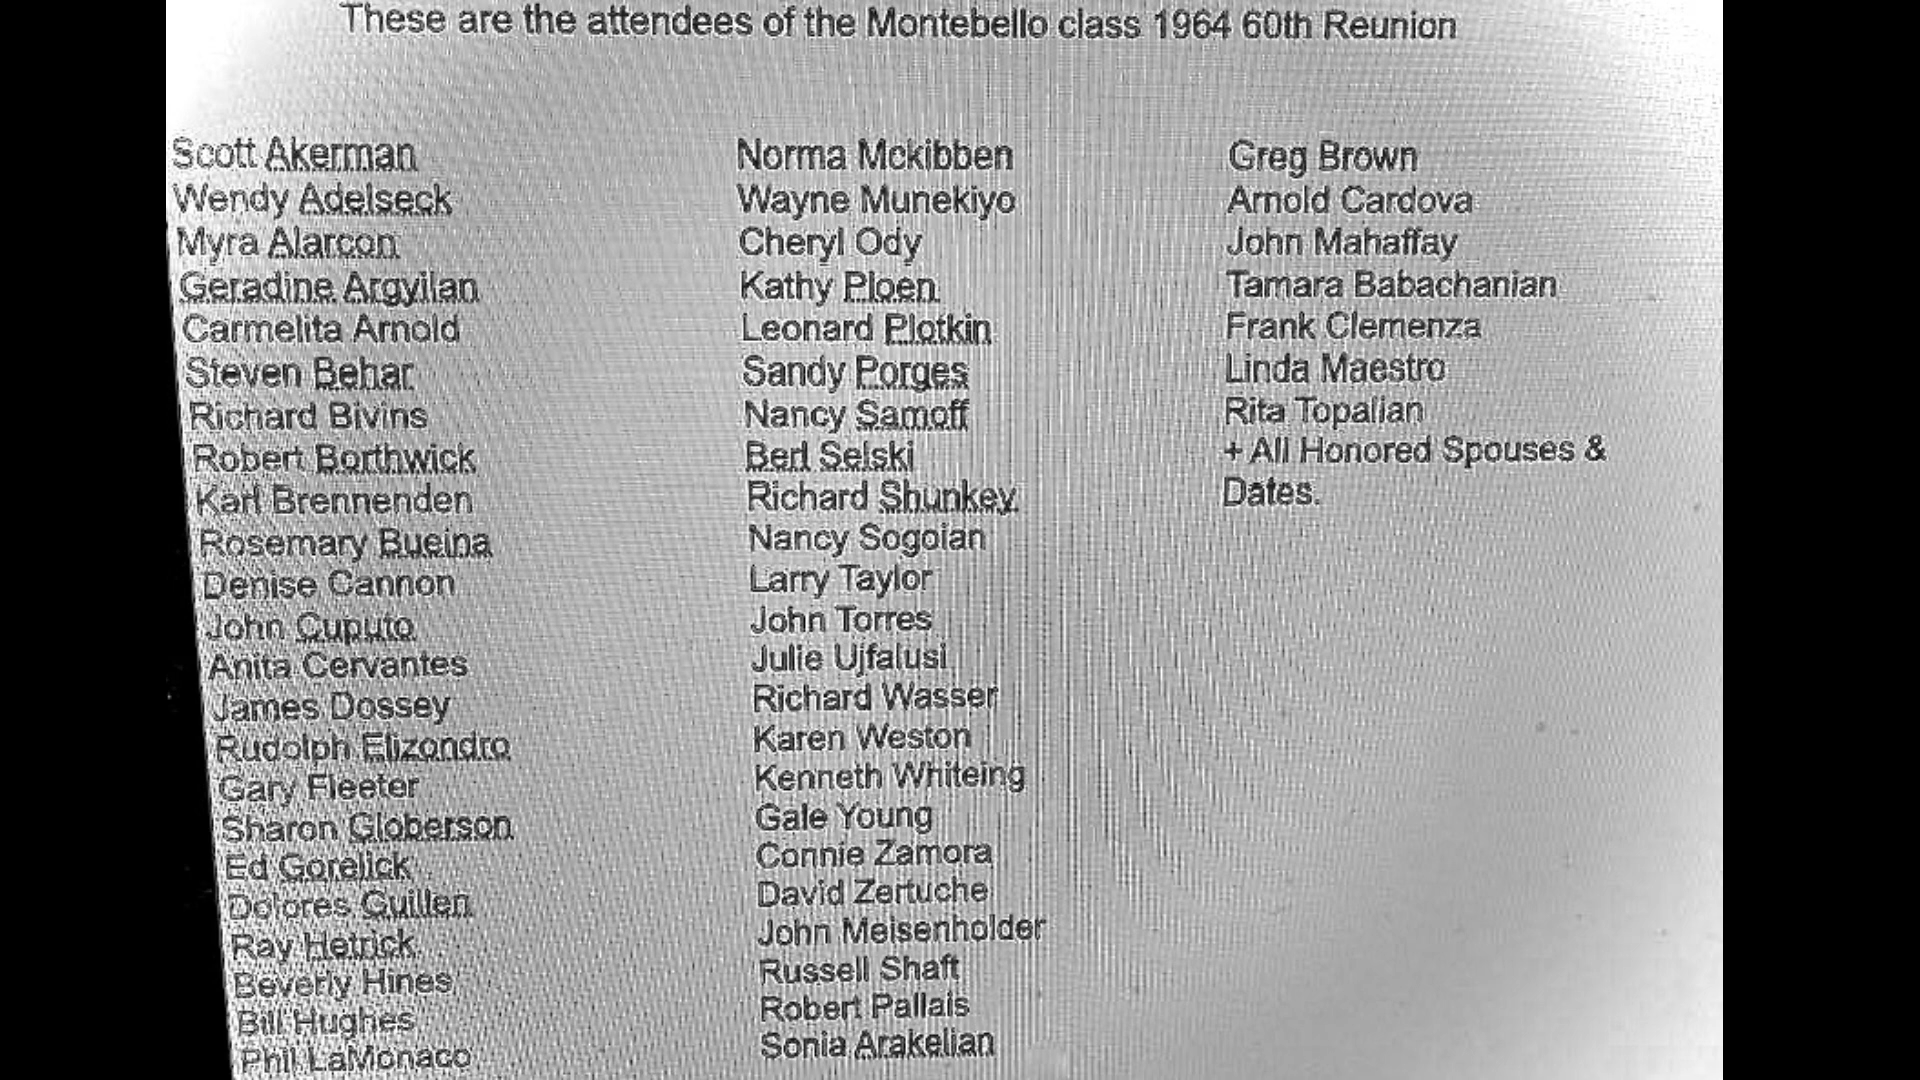 These are the attendees of the Montebello class 1964 60th Reunion
Scott Akerman
Wendy Adelseck
Myra Alarcon
Geradine Argyilan
Carmelita Arnold
Steven Behar
Richard Bivins
Robert Borthwick
Karl Brennenden
Rosemary Bueina
Denise Cannon
John Cuputo
Anita Cervantes
James Dossey
Rudolph Elizondro
Gary Fleeter
Sharon Globerson
Ed Gorelick
Dolores Guillen
Ray Hetrick
Beverly Hines
Bill Hughes
Phil LaMonaco
Norma Mckibben
Wayne Munekiyo
Cheryl Ody
Kathy Ploen
Leonard Plotkin
Sandy Porges
Nancy Samoff
Berl Selski
Richard Shunkey
Nancy Sogoian
Larry Taylor
John Torres
Julie Ujfalusi
Richard Wasser
Karen Weston
Kenneth Whiteing
Gale Young
Connie Zamora
David Zertuche
John Meisenholder
Russell Shaft
Robert Pallais
Sonia Arakelian
Greg Brown
Arnold Cardova
John Mahaffay
Tamara Babachanian
Frank Clemenza
Linda Maestro
Rita Topalian
+ All Honored Spouses &
Dates.